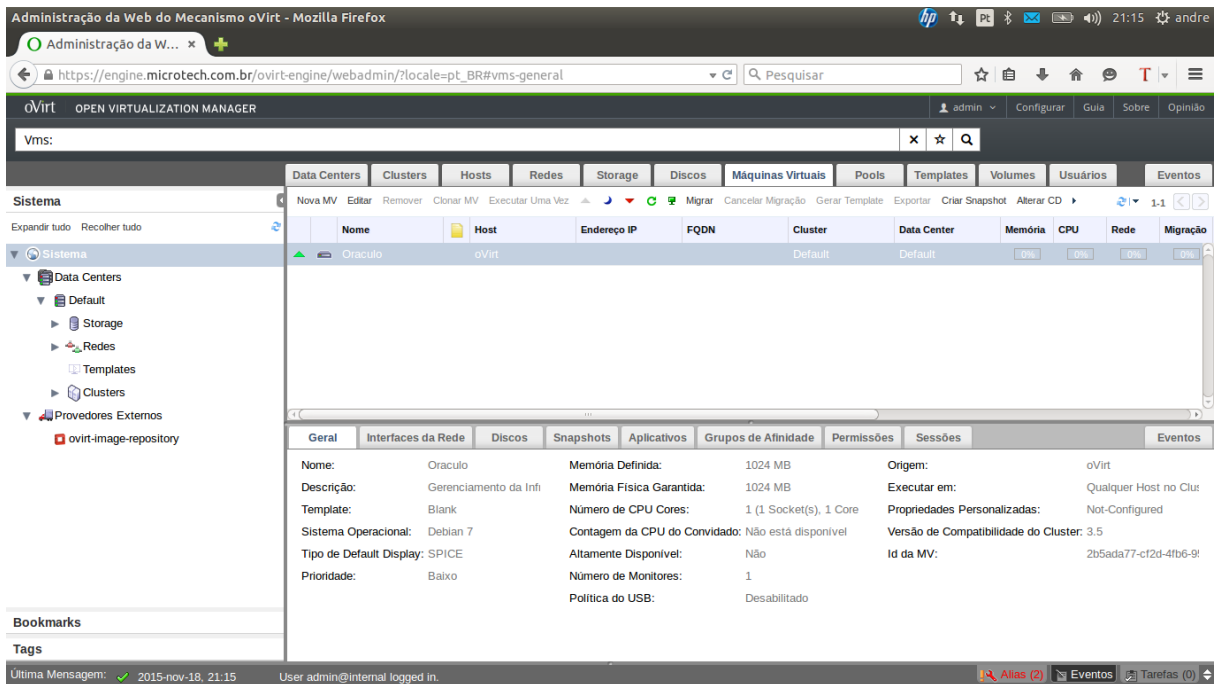 Administração da Web do Mecanismo oVirt - Mozilla Firefox
hp Pt 21:15 andre
Administração da W... ×
https://engine.microtech.com.br/ovirt-engine/webadmin/?locale=pt_BR#vms-general
Pesquisar
oVirt OPEN VIRTUALIZATION MANAGER
admin Configurar Guia Sobre Opinião
Vms:
Data Centers Clusters Hosts Redes Storage Discos Máquinas Virtuais Pools Templates Volumes Usuários Eventos
Sistema
Nova MV Editar Remover Clonar MV Executar Uma Vez Migrar Cancelar Migração Gerar Template Exportar Criar Snapshot Alterar CD 1-1
Expandir tudo Recolher tudo
Nome Host Endereço IP FQDN Cluster Data Center Memória CPU Rede Migração
Oraculo oVirt Default Default 0% 0% 0% 0%
Sistema
Data Centers
Default
Storage
Redes
Templates
Clusters
Provedores Externos
ovirt-image-repository
Geral Interfaces da Rede Discos Snapshots Aplicativos Grupos de Afinidade Permissões Sessões Eventos
Nome: Oraculo Memória Definida: 1024 MB Origem: oVirt
Descrição: Gerenciamento da Infr Memória Física Garantida: 1024 MB Executar em: Qualquer Host no Clus
Template: Blank Número de CPU Cores: 1 (1 Socket(s), 1 Core Propriedades Personalizadas: Not-Configured
Sistema Operacional: Debian 7 Contagem da CPU do Convidado: Não está disponível Versão de Compatibilidade do Cluster: 3.5
Tipo de Default Display: SPICE Altamente Disponível: Não Id da MV: 2b5ada77-cf2d-4fb6-95
Prioridade: Baixo Número de Monitores: 1
Política do USB: Desabilitado
Bookmarks
Tags
Última Mensagem: 2015-nov-18, 21:15 User admin@internal logged in.
Alias (2) Eventos Tarefas (0)